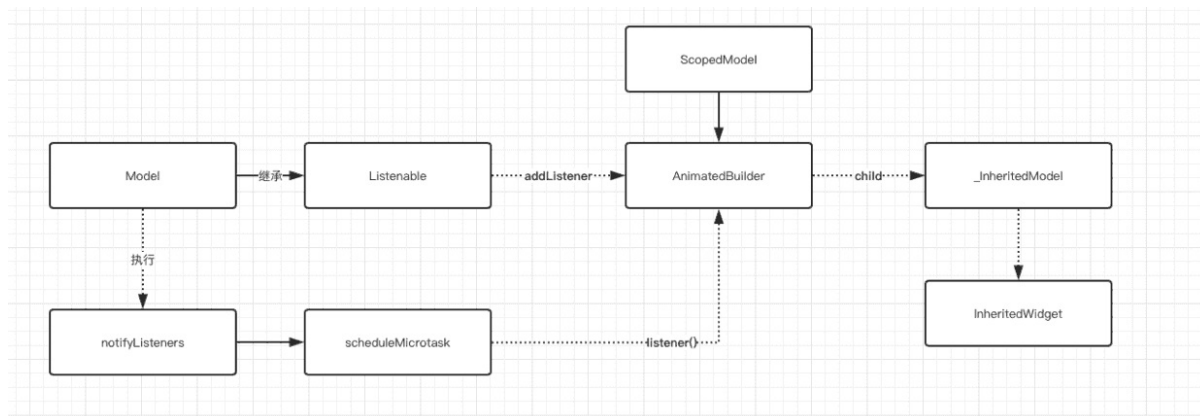 ScopedModel
Model
继承
Listenable
addListener
AnimatedBuilder
child
_InheritedModel
执行
InheritedWidget
notifyListeners
scheduleMicrotask
listener()